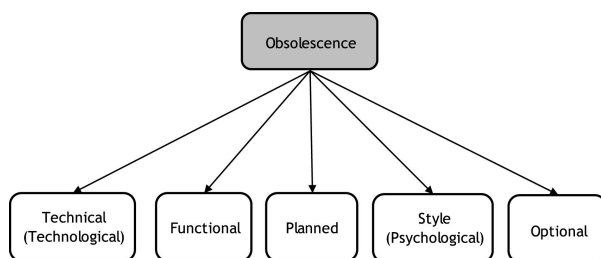 Obsolescence
Technical
(Technological)
Functional
Planned
Style
(Psychological)
Optional